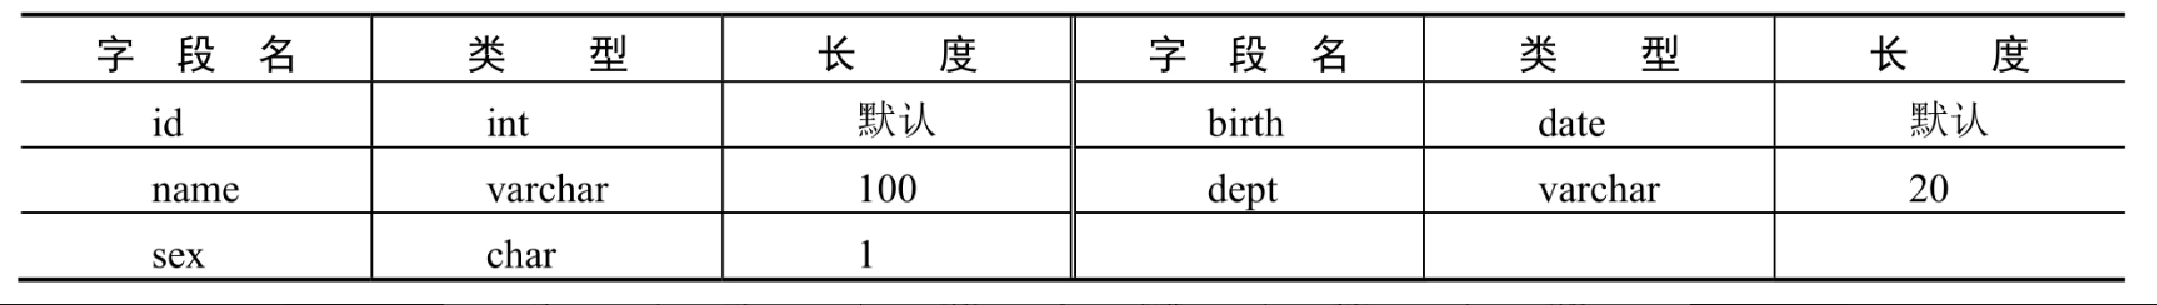 字 段 名 类 型 长 度 字 段 名 类 型 长 度
id int 默认 birth date 默认
name varchar 100 dept varchar 20
sex char 1